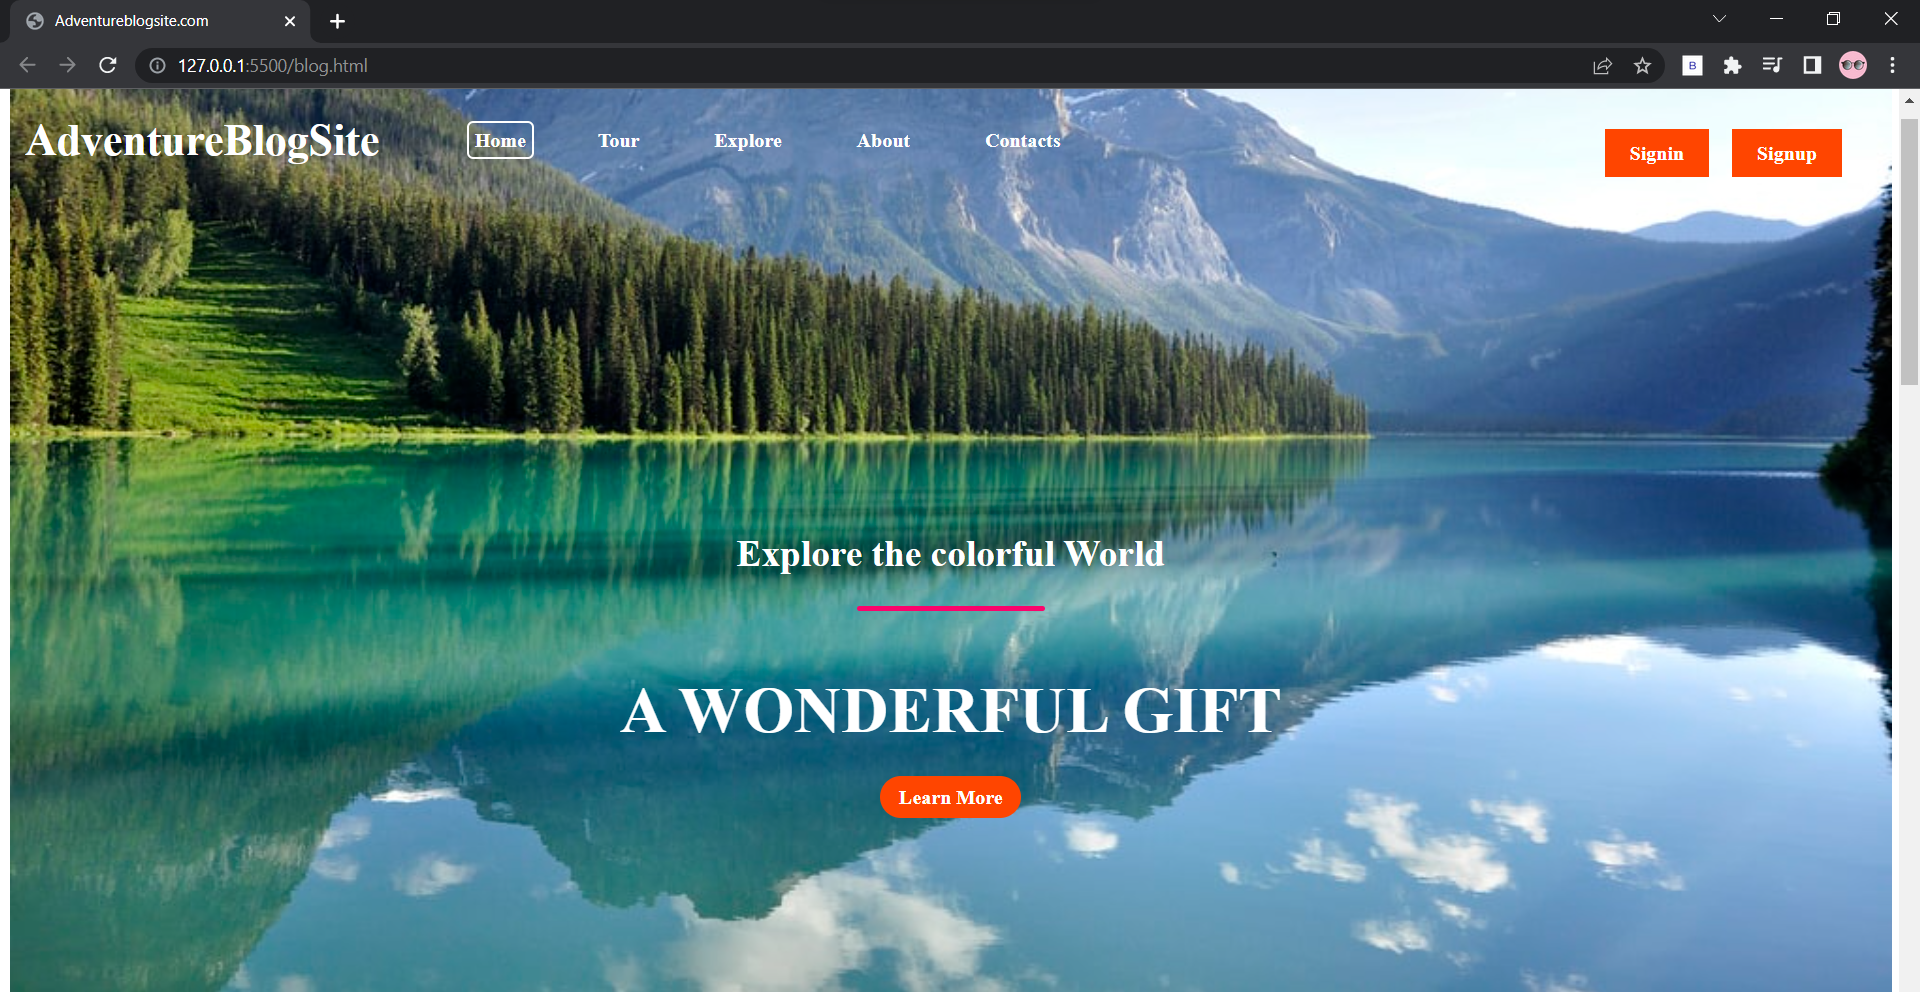 Adventureblogsite.com
127.0.0.1:5500/blog.html
B
AdventureBlogSite Home Tour Explore About Contacts Signin Signup
Explore the colorful World
A WONDERFUL GIFT
Learn More